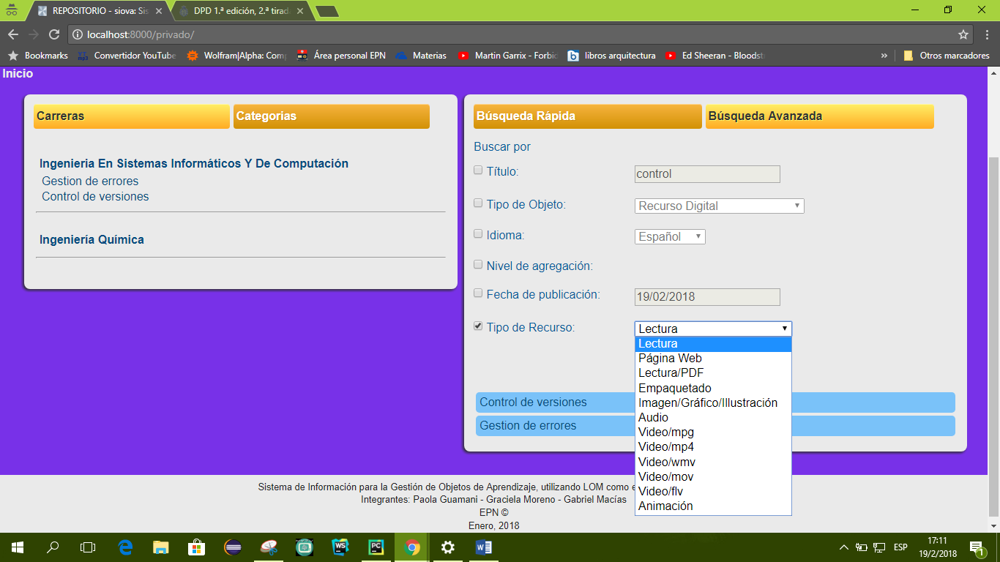 REPOSITORIO - siova: Sis
DPD 1.ª edición, 2.ª tirada
localhost:8000/privado/
Bookmarks
Convertidor YouTube
Wolfram|Alpha: Com
Área personal EPN
Materias
Martin Garrix - Forbid
libros arquitectura
Ed Sheeran - Bloodst
»
Otros marcadores
Inicio
Carreras
Categorias
Ingenieria En Sistemas Informáticos Y De Computación
Gestion de errores
Control de versiones
Ingeniería Química
Búsqueda Rápida
Búsqueda Avanzada
Buscar por
Título:
control
Tipo de Objeto:
Recurso Digital
Idioma:
Español
Nivel de agregación:
Fecha de publicación:
19/02/2018
Tipo de Recurso:
Lectura
Lectura
Página Web
Lectura/PDF
Empaquetado
Imagen/Gráfico/Illustración
Audio
Video/mpg
Video/mp4
Video/wmv
Video/mov
Video/flv
Animación
Control de versiones
Gestion de errores
Sistema de Información para la Gestión de Objetos de Aprendizaje, utilizando LOM como e
Integrantes: Paola Guamani - Graciela Moreno - Gabriel Macías
EPN ©
Enero, 2018
WS
PC
ESP
17:11
19/2/2018
1